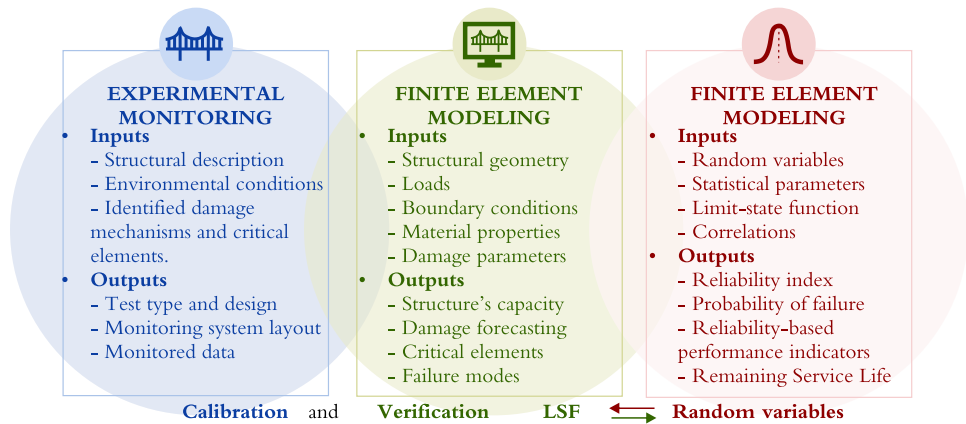 EXPERIMENTAL
MONITORING
• Inputs
- Structural description
- Environmental conditions
- Identified damage
mechanisms and critical
elements.
• Outputs
- Test type and design
- Monitoring system layout
- Monitored data
FINITE ELEMENT
MODELING
• Inputs
- Structural geometry
- Loads
- Boundary conditions
- Material properties
- Damage parameters
• Outputs
- Structure's capacity
- Damage forecasting
- Critical elements
- Failure modes
FINITE ELEMENT
MODELING
• Inputs
- Random variables
- Statistical parameters
- Limit-state function
- Correlations
• Outputs
- Reliability index
- Probability of failure
- Reliability-based
performance indicators
- Remaining Service Life
Calibration and Verification LSF Random variables